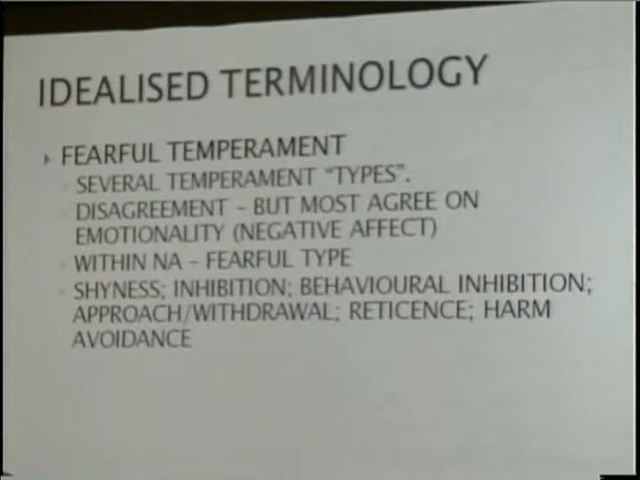 IDEALISED TERMINOLOGY
FEARFUL TEMPERAMENT
SEVERAL TEMPERAMENT "TYPES".
DISAGREEMENT – BUT MOST AGREE ON
EMOTIONALITY (NEGATIVE AFFECT)
WITHIN NA – FEARFUL TYPE
SHYNESS; INHIBITION; BEHAVIOURAL INHIBITION;
APPROACH/WITHDRAWAL; RETICENCE; HARM
AVOIDANCE